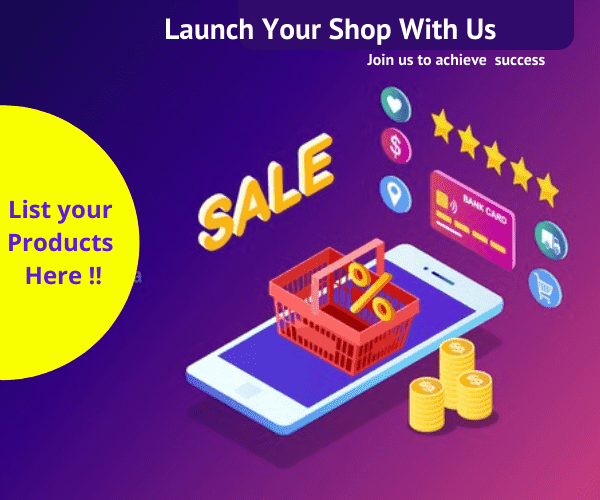 Launch Your Shop With Us
Join us to achieve success
SALE
BANK CARD
List your
Products
Here !!